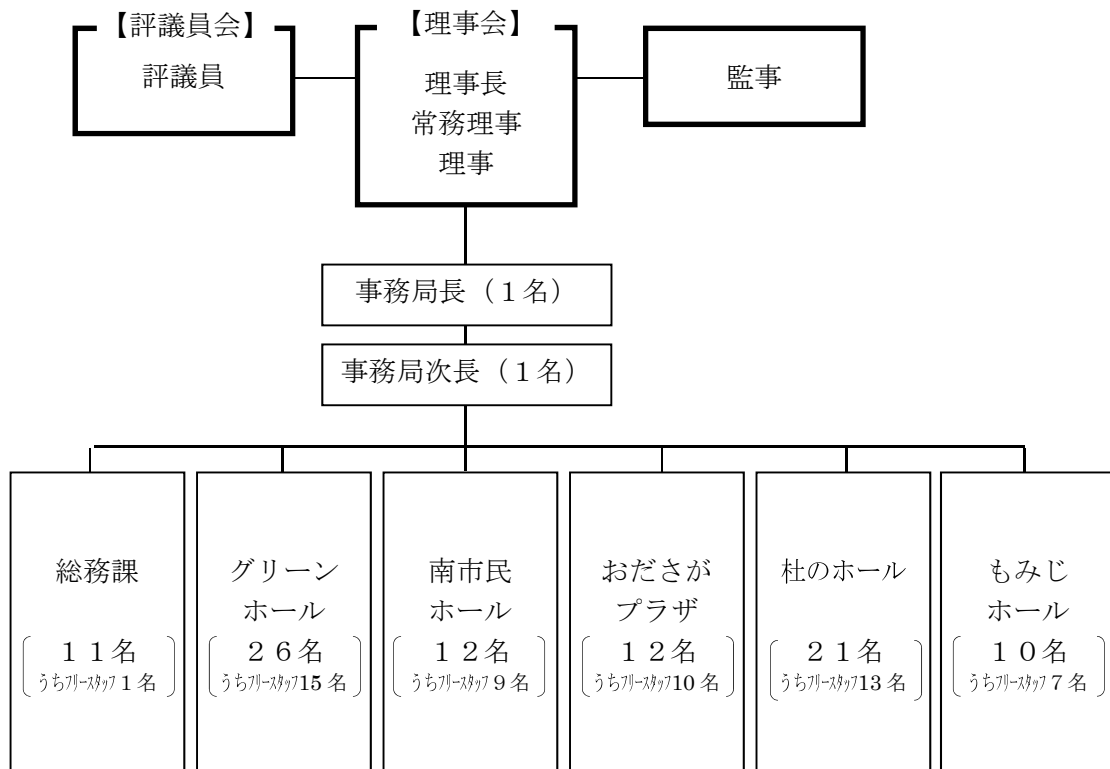 【評議員会】
評議員
【理事会】
理事長
常務理事
理事
監事
事務局長（１名）
事務局次長（１名）
総務課
１１名
うちﾌﾘｰｽﾀｯﾌ1名
グリーン
ホール
２６名
うちﾌﾘｰｽﾀｯﾌ15名
南市民
ホール
１２名
うちﾌﾘｰｽﾀｯﾌ9名
おださが
プラザ
１２名
うちﾌﾘｰｽﾀｯﾌ10名
杜のホール
２１名
うちﾌﾘｰｽﾀｯﾌ13名
もみじ
ホール
１０名
うちﾌﾘｰｽﾀｯﾌ7名